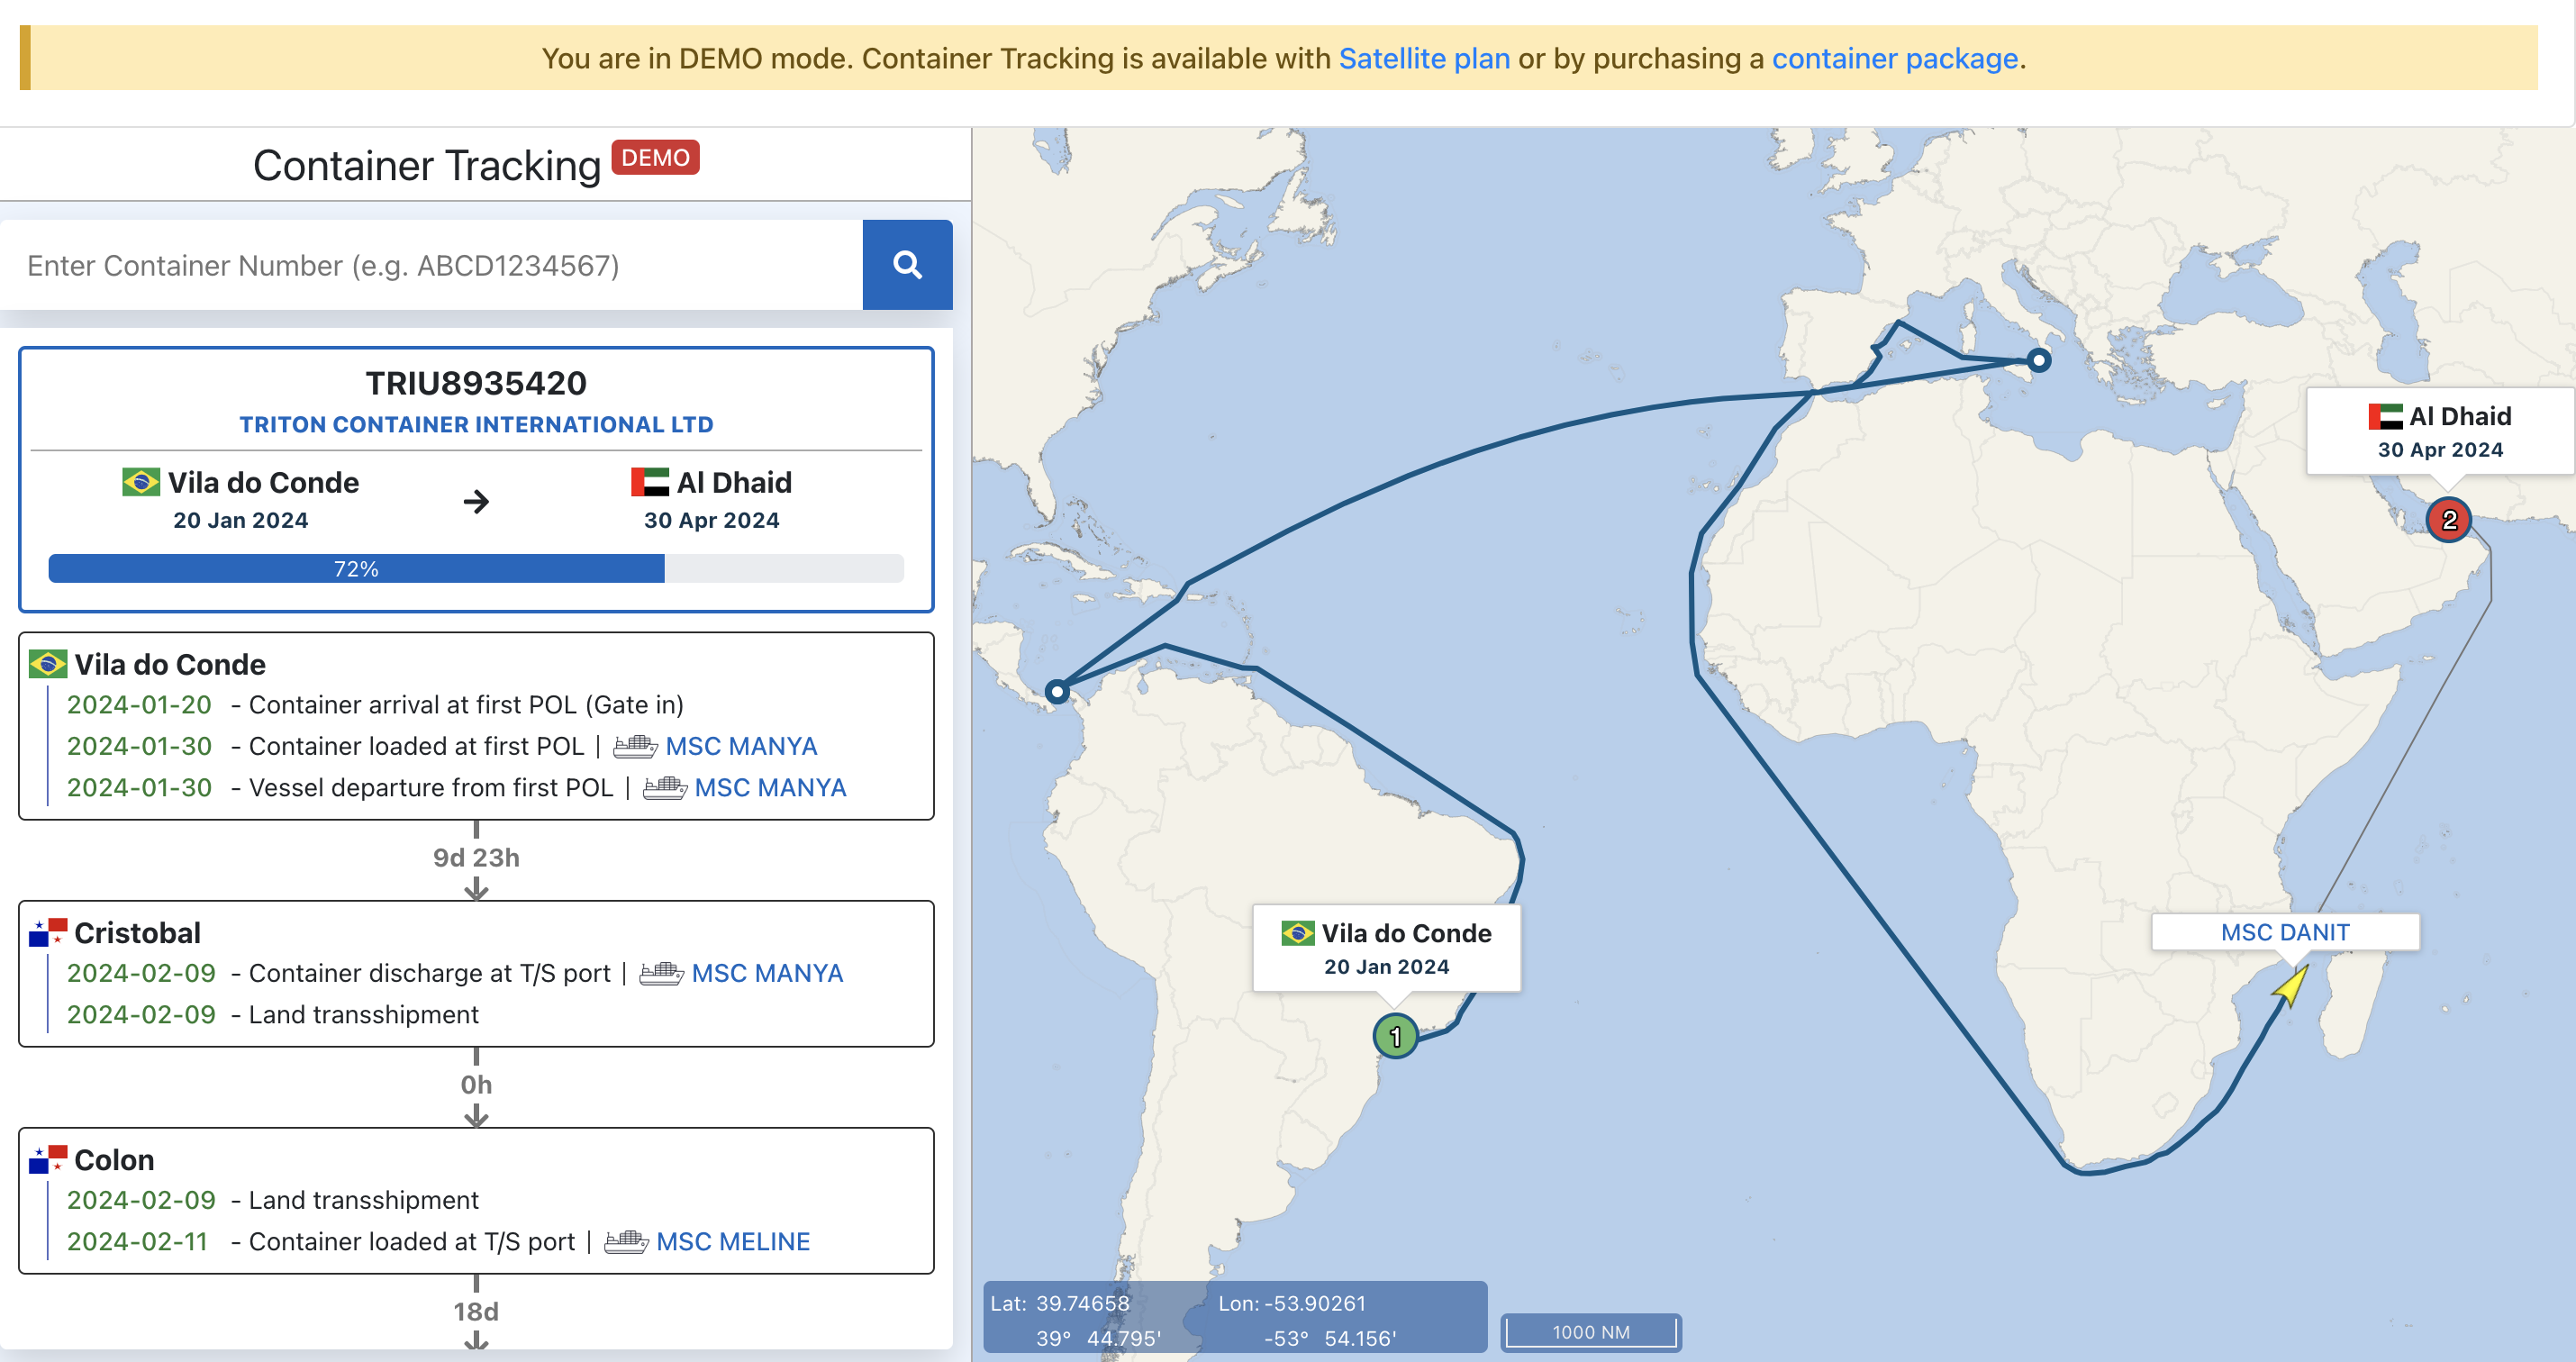 You are in DEMO mode. Container Tracking is available with Satellite plan or by purchasing a container package.
Container Tracking DEMO
Enter Container Number (e.g. ABCD1234567)
TRIU8935420
TRITON CONTAINER INTERNATIONAL LTD
Vila do Conde
20 Jan 2024
Al Dhaid
30 Apr 2024
72%
Vila do Conde
2024-01-20 - Container arrival at first POL (Gate in)
2024-01-30 - Container loaded at first POL | MSC MANYA
2024-01-30 - Vessel departure from first POL | MSC MANYA
9d 23h
Cristobal
2024-02-09 - Container discharge at T/S port | MSC MANYA
2024-02-09 - Land transshipment
0h
Colon
2024-02-09 - Land transshipment
2024-02-11 - Container loaded at T/S port | MSC MELINE
18d
Al Dhaid
30 Apr 2024
2
Vila do Conde
20 Jan 2024
1
MSC DANIT
Lat: 39.74658 Lon: -53.90261
39° 44.795' -53° 54.156'
1000 NM